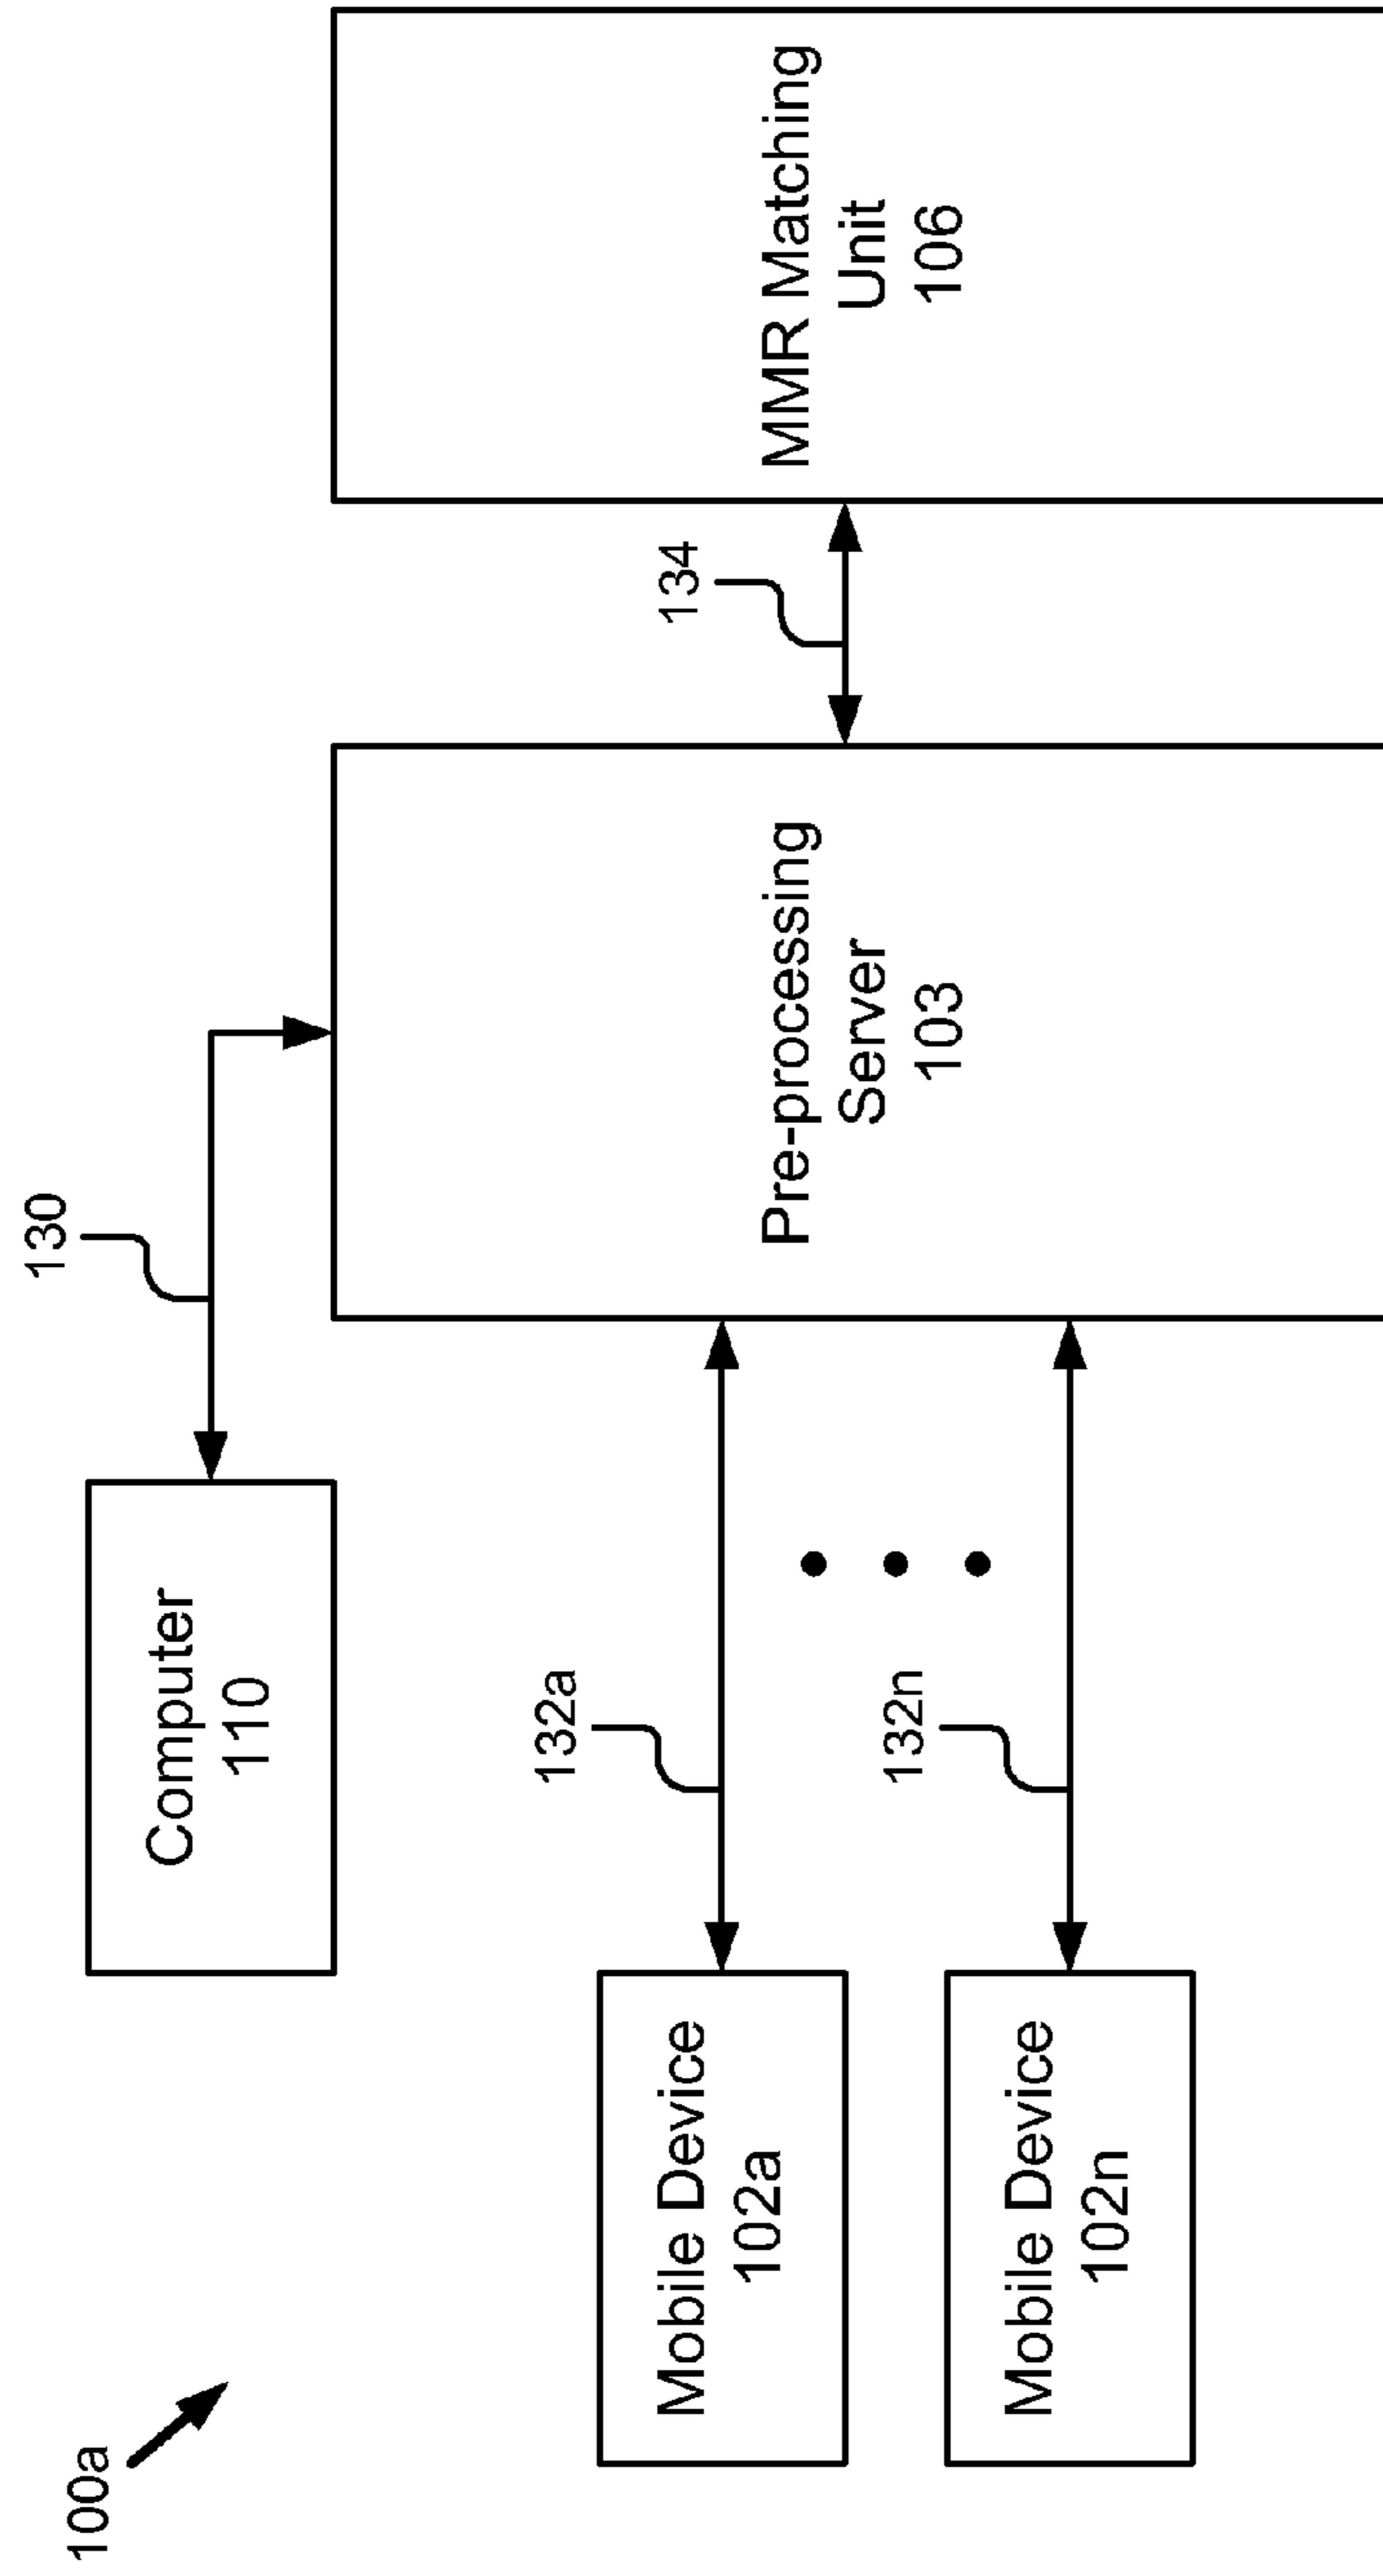 100a
130
Computer
110
134
132a
132n
Mobile Device
102a
Mobile Device
102n
Pre-processing
Server
103
MMR Matching
Unit
106